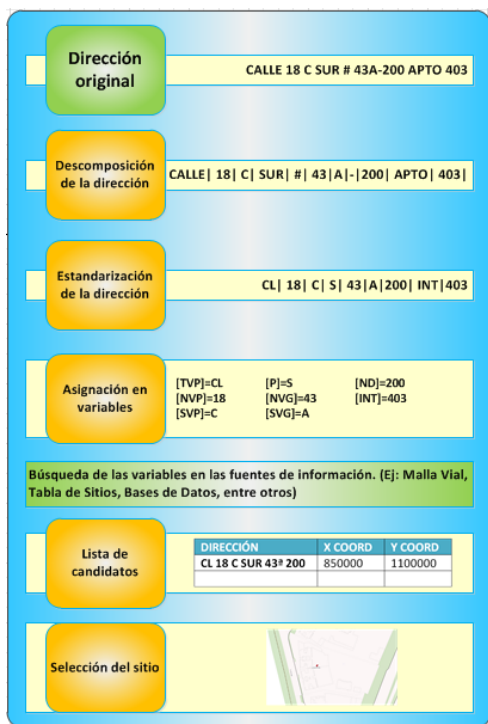 Dirección
original
CALLE 18 C SUR # 43A-200 APTO 403
Descomposición
de la dirección
CALLE| 18| C| SUR| #| 43|A|-|200| APTO| 403|
Estandarización
de la dirección
CL| 18| C| S| 43|A|200| INT|403
Asignación en
variables
[TVP]=CL [P]=S [ND]=200
[NVP]=18 [NVG]=43 [INT]=403
[SVP]=C [SVG]=A
Búsqueda de las variables en las fuentes de información. (Ej: Malla Vial,
Tabla de Sitios, Bases de Datos, entre otros)
Lista de
candidatos
DIRECCIÓN X COORD Y COORD
CL 18 C SUR 43ª 200 850000 1100000
Selección del sitio